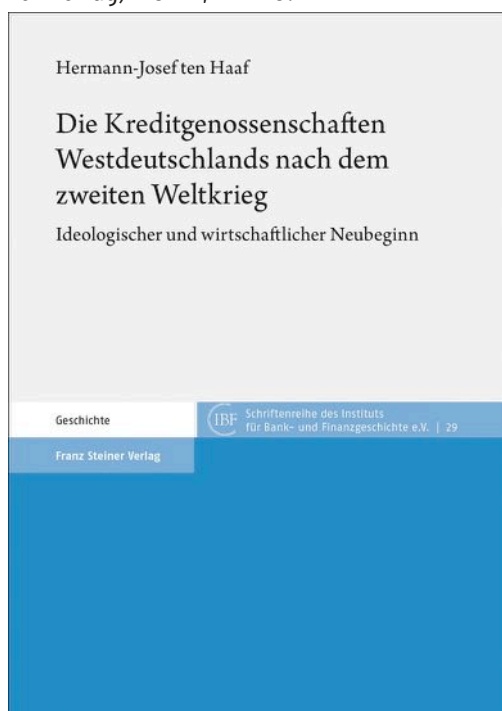 Hermann-Josef ten Haaf
Die Kreditgenossenschaften
Westdeutschlands nach dem
zweiten Weltkrieg
Ideologischer und wirtschaftlicher Neubeginn
Geschichte
IBF
Schriftenreihe des Instituts
für Bank- und Finanzgeschichte e.V. | 29
Franz Steiner Verlag